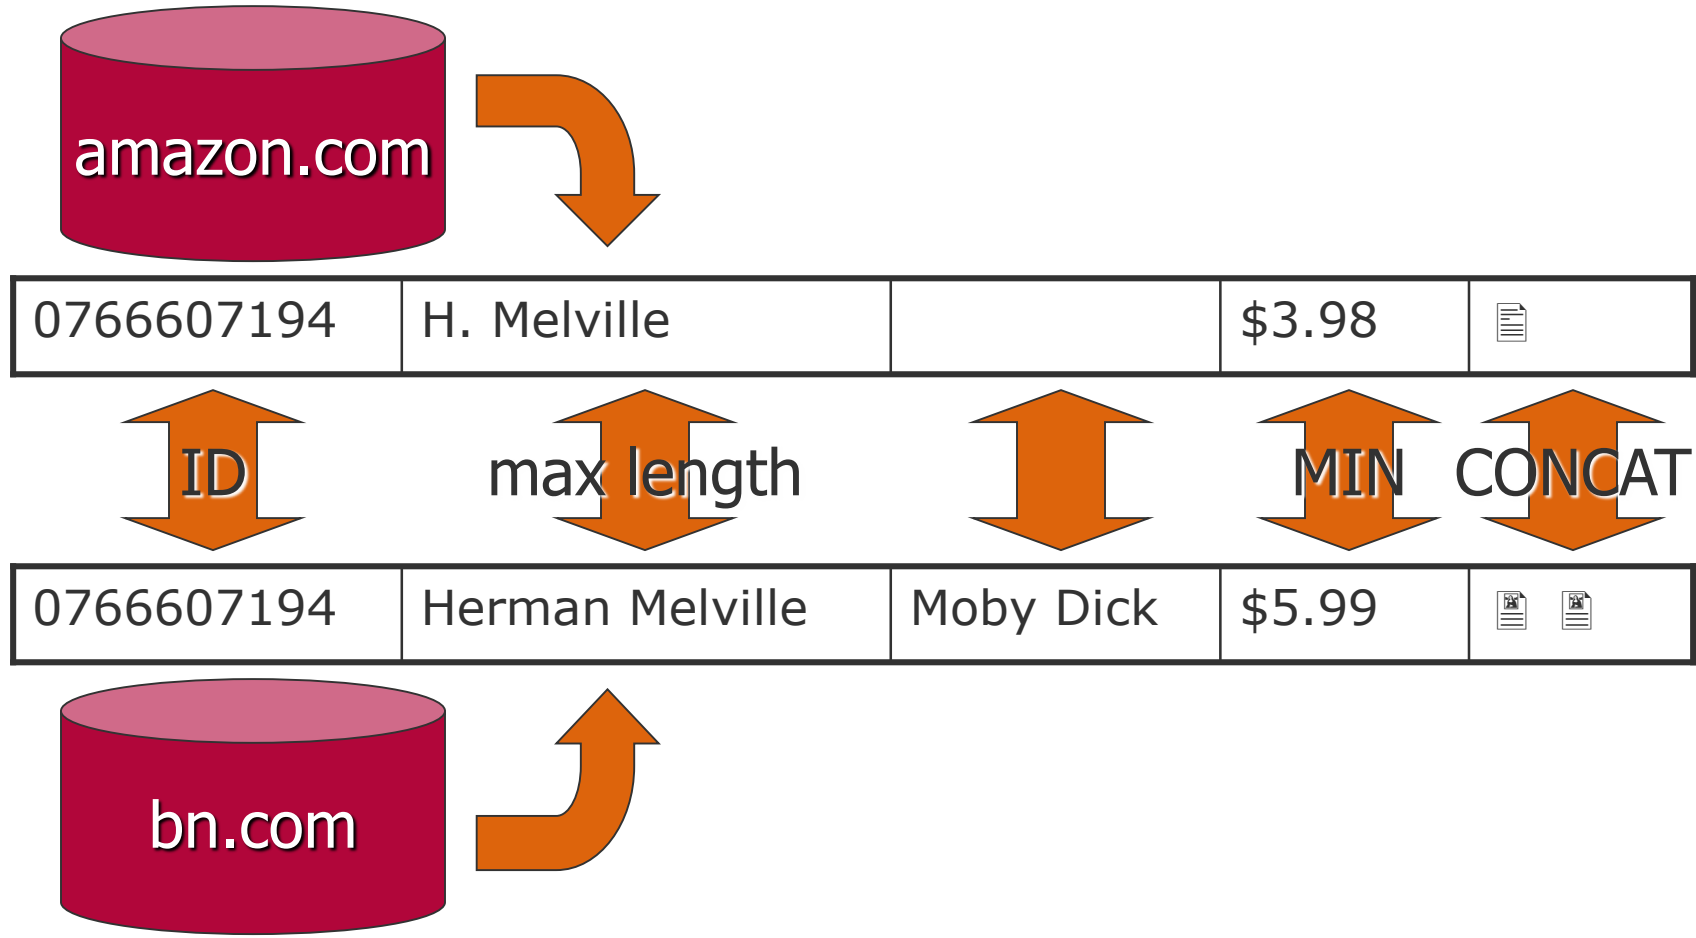 amazon.com
0766607194 H. Melville $3.98
ID max length MIN CONCAT
0766607194 Herman Melville Moby Dick $5.99
bn.com